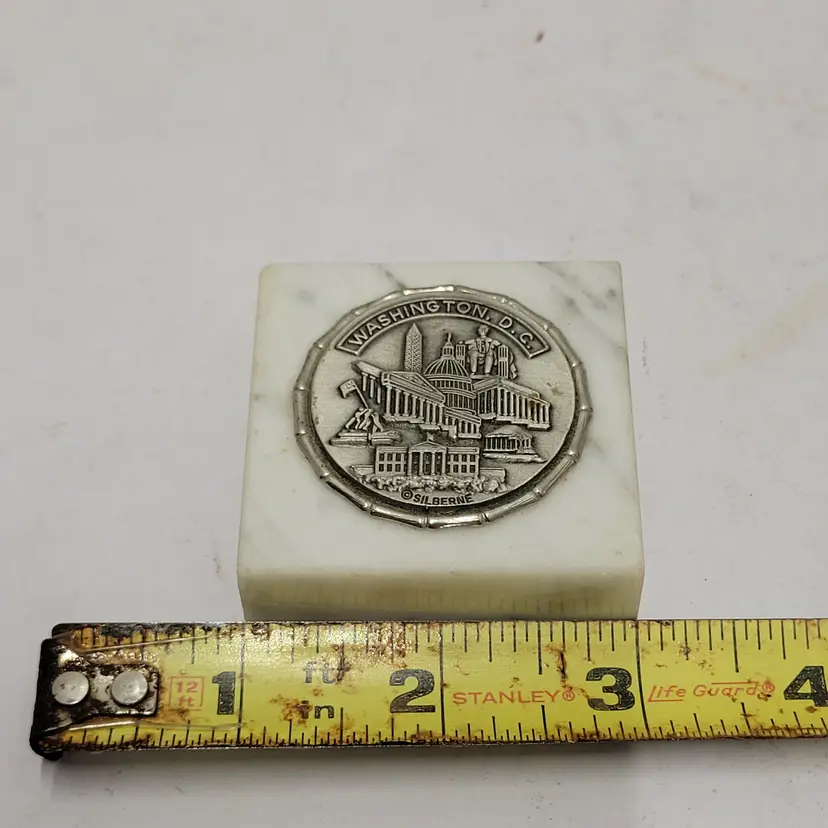 WASHINGTON, D.C.
©SILBERNE
12
ft
1
ft
in
2
STANLEY®
3
Life Guard®
4